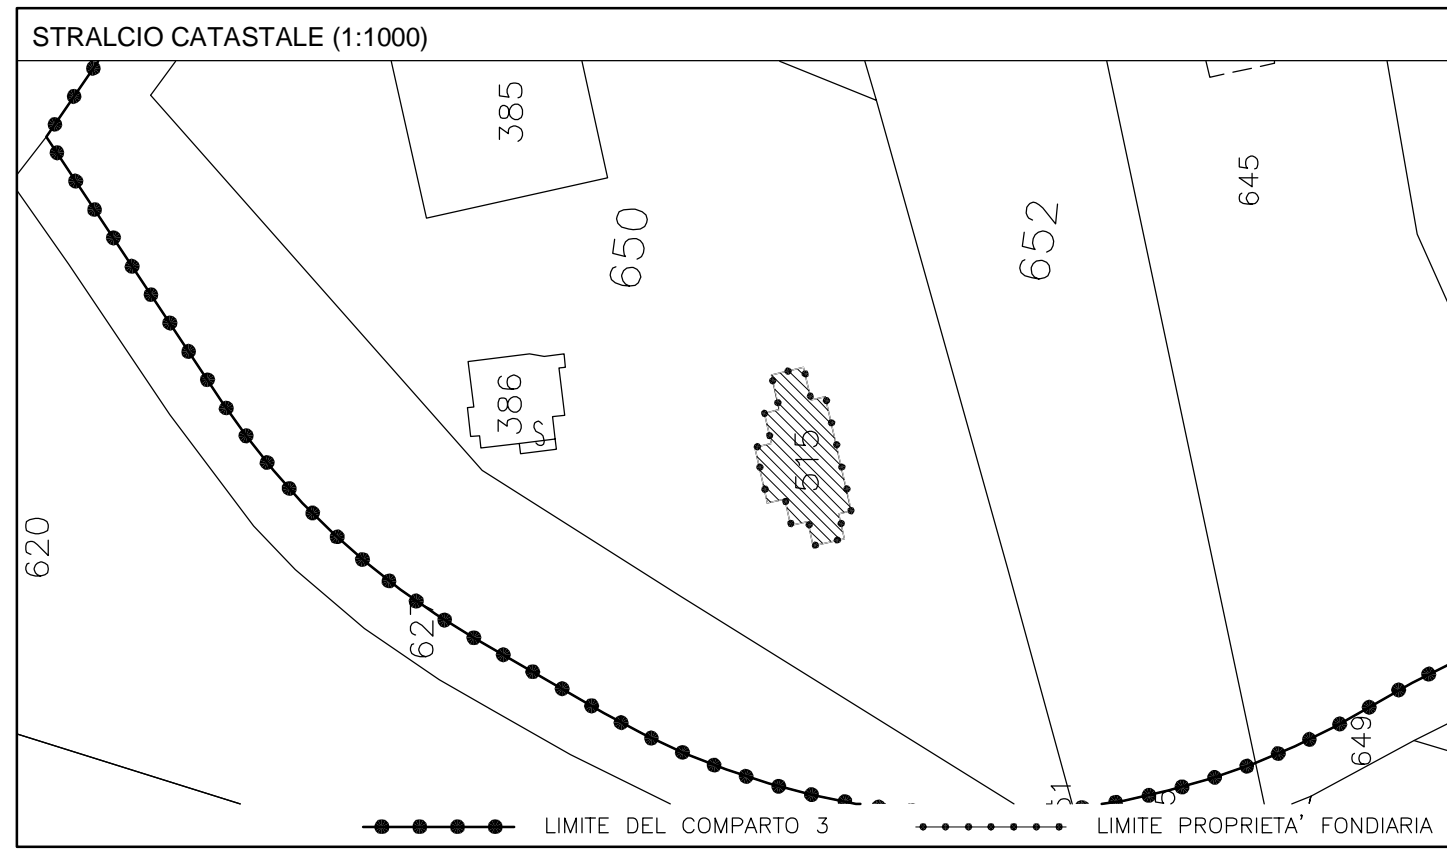 STRALCIO CATASTALE (1:1000)
385
645
650
652
386
S
515
620
627
649
51
LIMITE DEL COMPARTO 3
LIMITE PROPRIETA' FONDIARIA